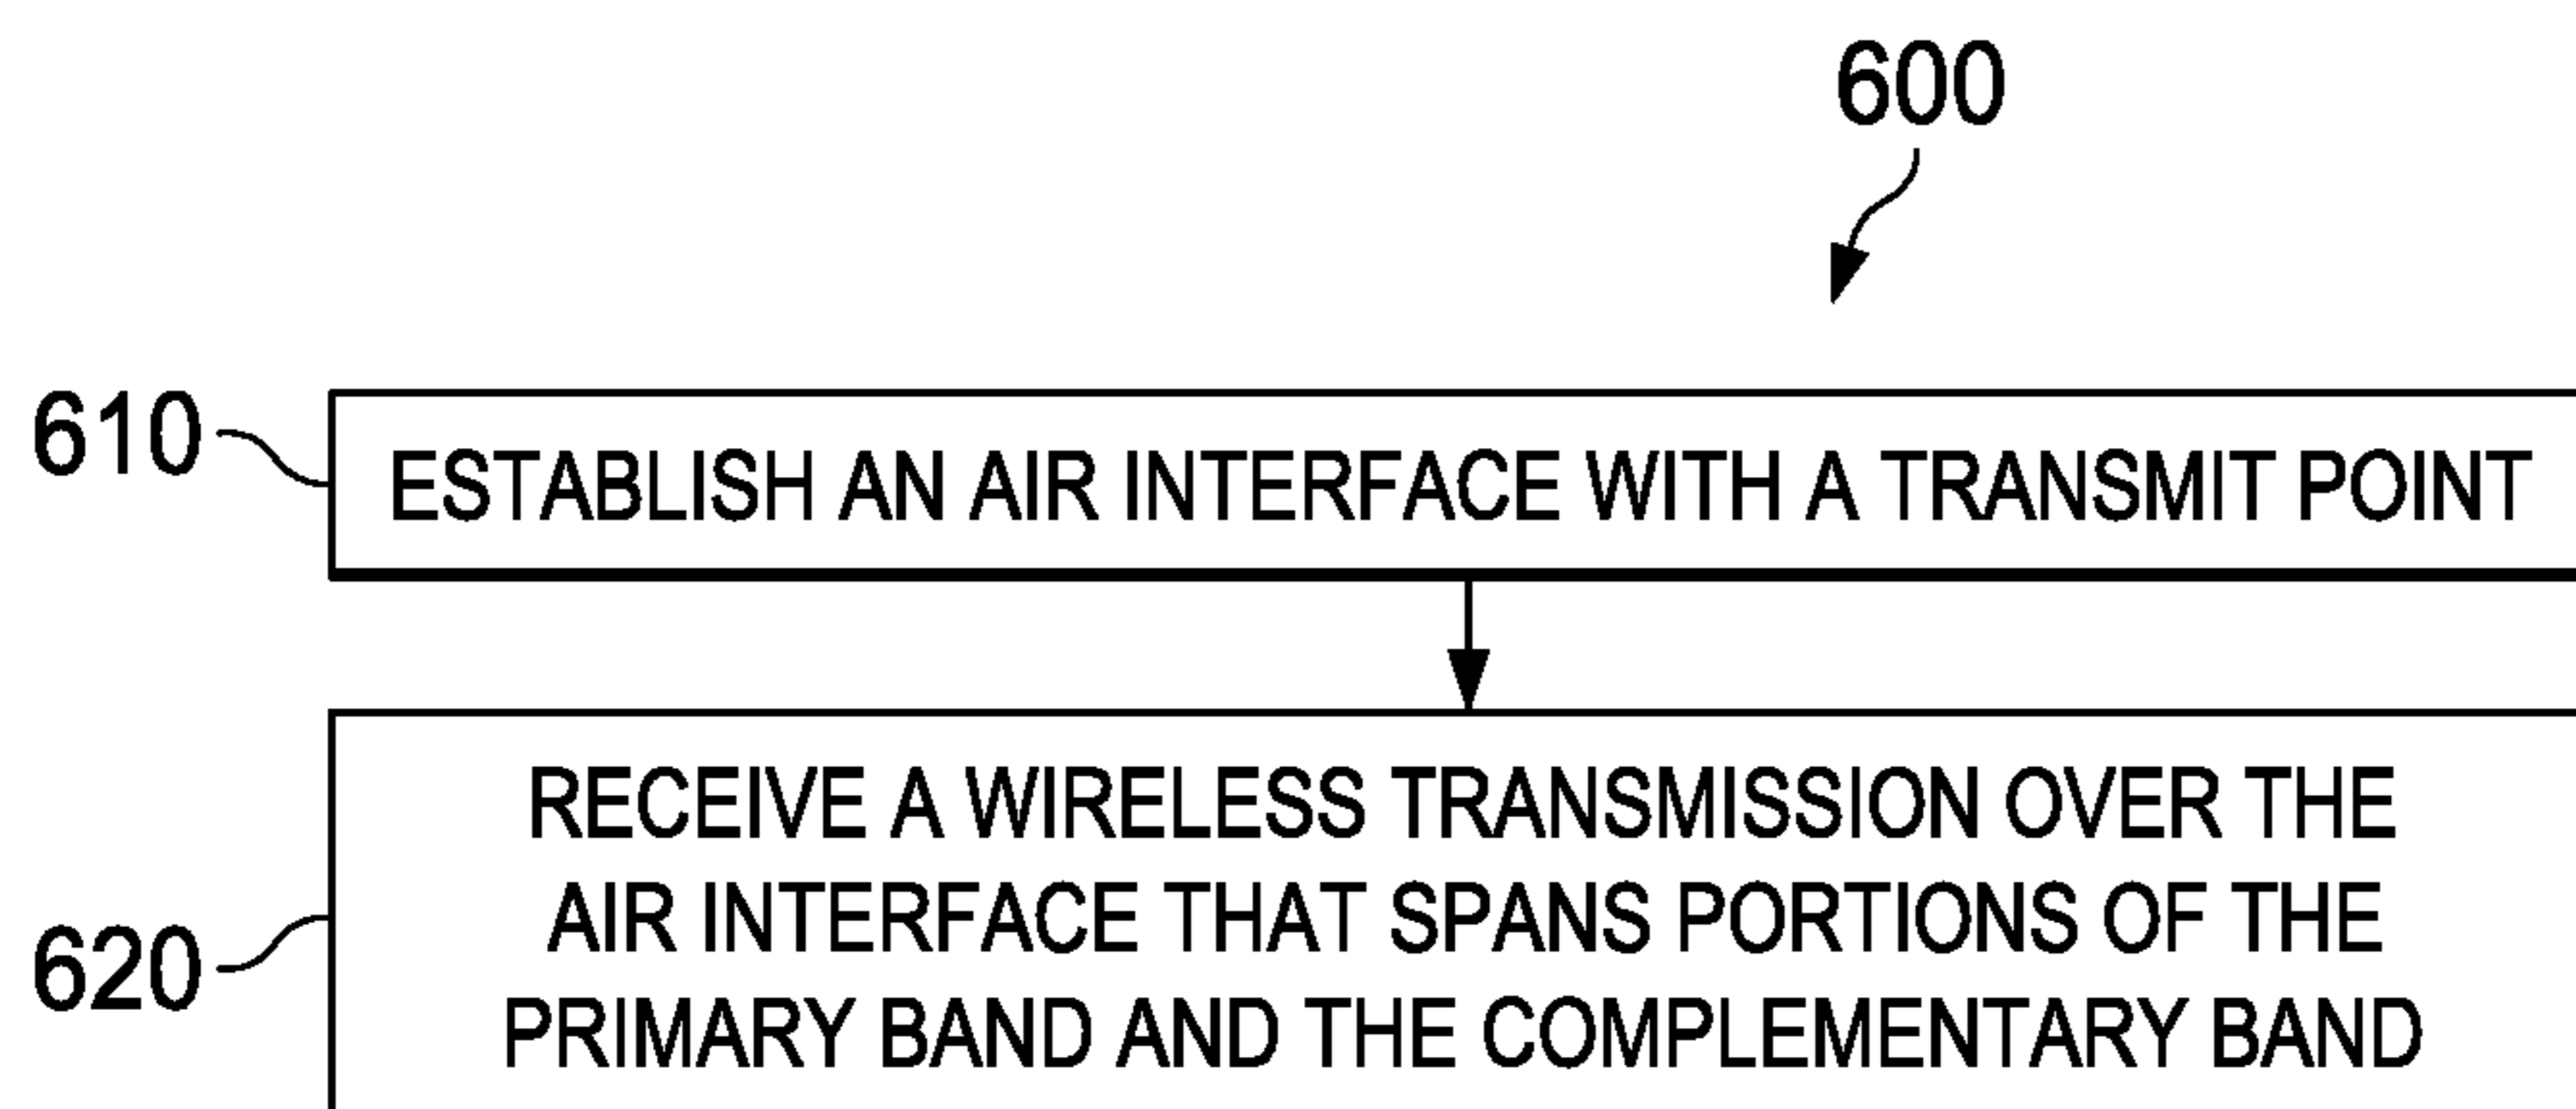 600
610
ESTABLISH AN AIR INTERFACE WITH A TRANSMIT POINT
RECEIVE A WIRELESS TRANSMISSION OVER THE
AIR INTERFACE THAT SPANS PORTIONS OF THE
620
PRIMARY BAND AND THE COMPLEMENTARY BAND